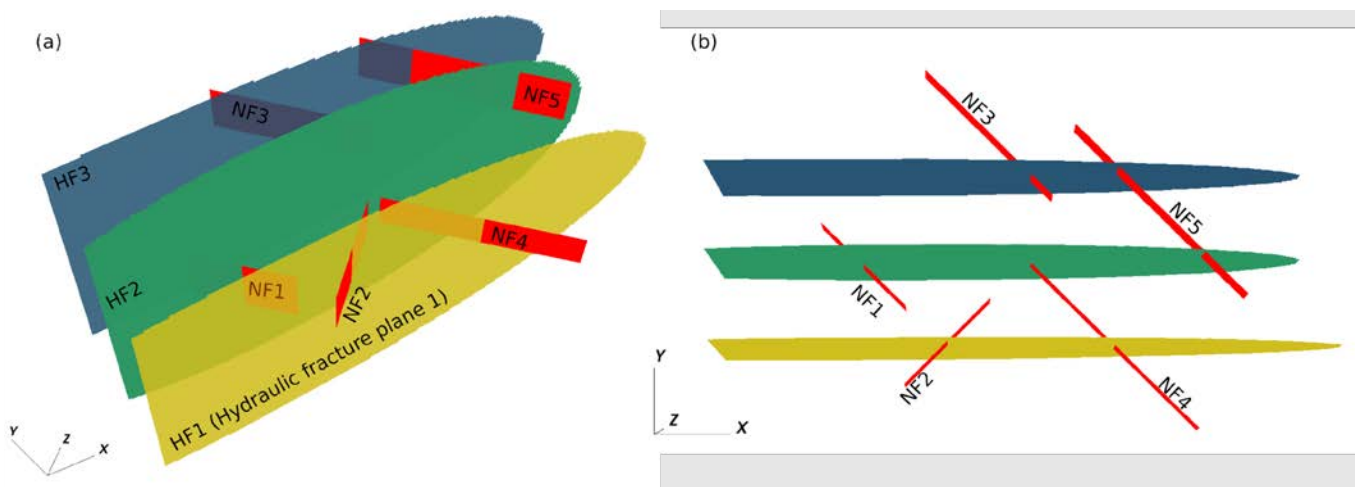 (a)
NF3
NF5
HF3
HF2
NF4
NF1
NF2
HF1 (Hydraulic fracture plane 1)
Y
Z
X
(b)
NF3
NF5
NF1
NF2
NF4
Y
Z
X